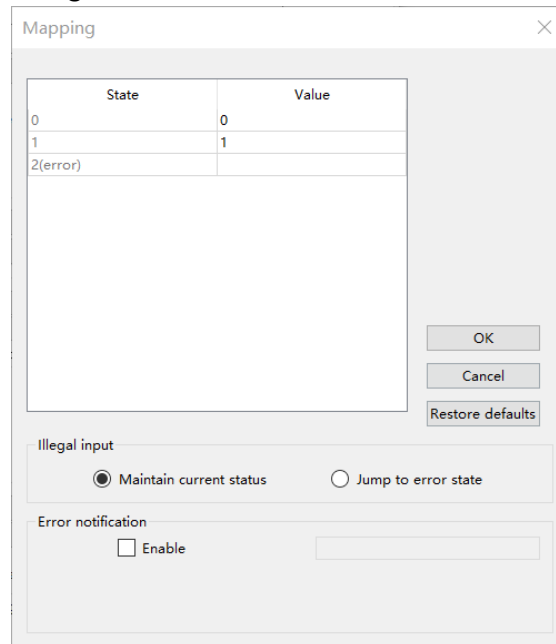 Mapping
State Value
0 0
1 1
2(error)
OK
Cancel
Restore defaults
Illegal input
Maintain current status Jump to error state
Error notification
Enable